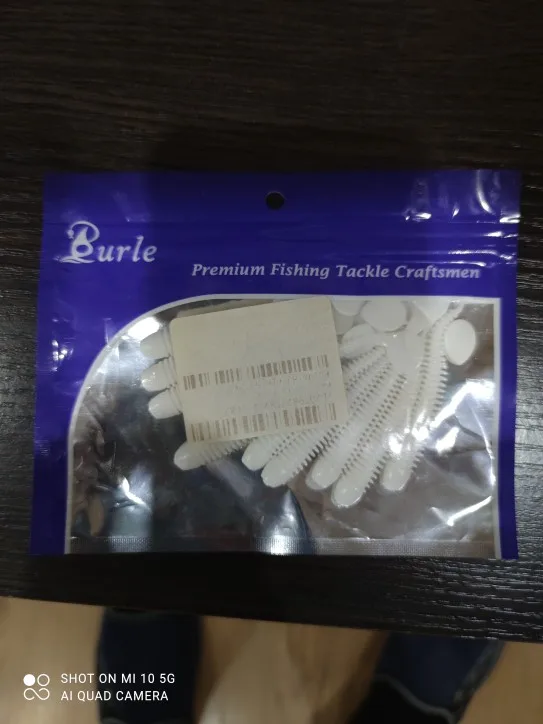 Burle
Premium Fishing Tackle Craftsmen
SHOT ON MI 10 5G
AI QUAD CAMERA